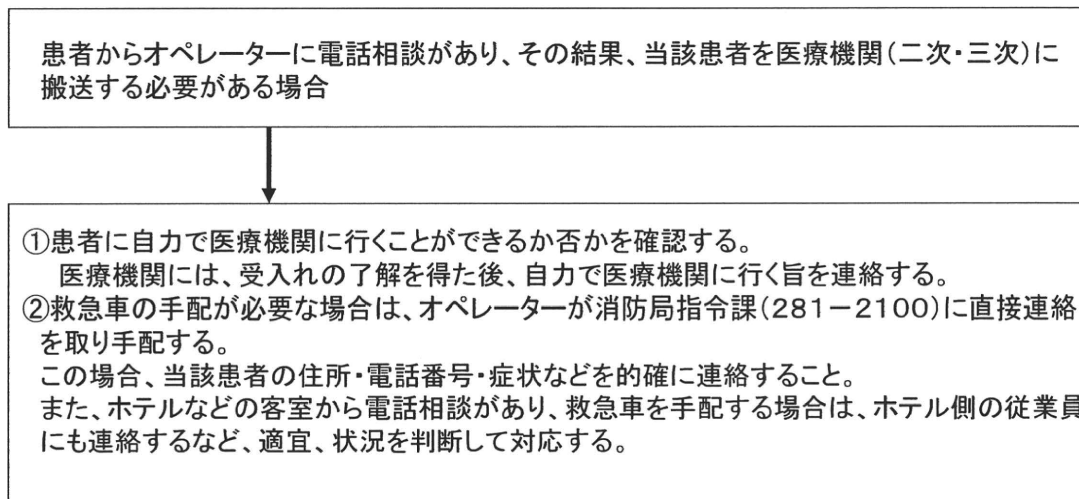 患者からオペレーターに電話相談があり、その結果、当該患者を医療機関（二次・三次）に
搬送する必要がある場合
①患者に自力で医療機関に行くことができるか否かを確認する。
医療機関には、受入れの了解を得た後、自力で医療機関に行く旨を連絡する。
②救急車の手配が必要な場合は、オペレーターが消防局指令課（２８１－２１００）に直接連絡
を取り手配する。
この場合、当該患者の住所・電話番号・症状などを的確に連絡すること。
また、ホテルなどの客室から電話相談があり、救急車を手配する場合は、ホテル側の従業員
にも連絡するなど、適宜、状況を判断して対応する。